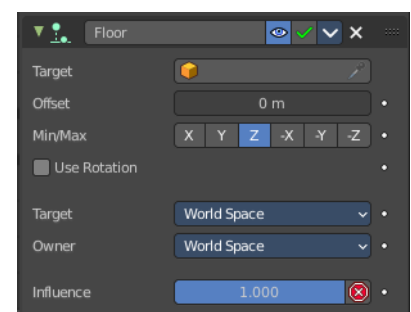 Floor
Target
Offset 0 m
Min/Max X Y Z -X -Y -Z
Use Rotation
Target World Space
Owner World Space
Influence 1.000